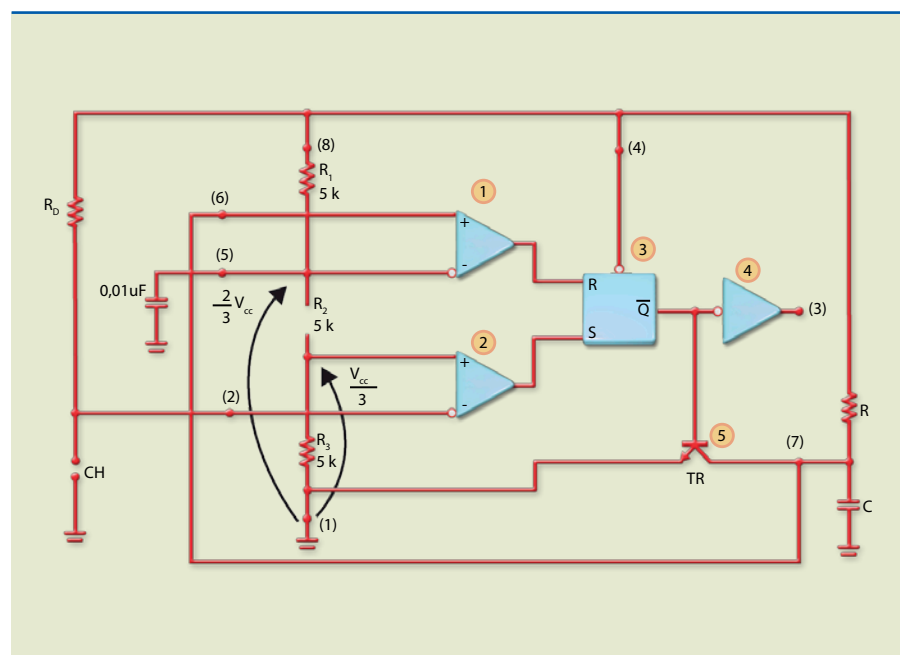 (8)
(4)
R1
5 k
(6)
1
RD
+
(5)
-
3
4
0,01uF
R
2/3 Vcc
R2
5 k
Q̅
(3)
S
2
+
Vcc/3
(2)
-
R
5
(7)
R3
5 k
CH
TR
C
(1)